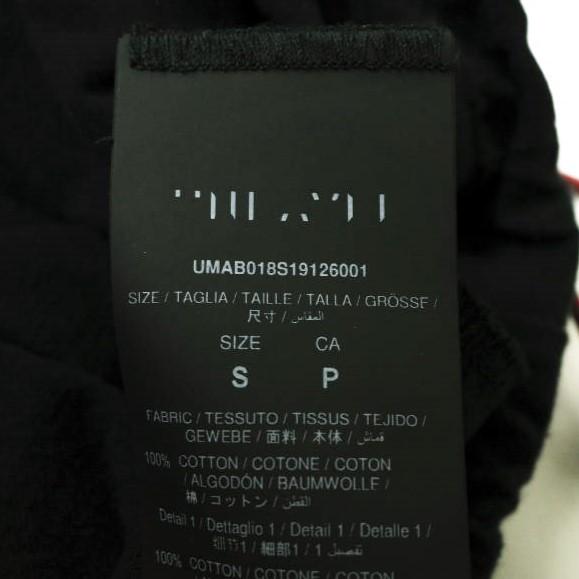 UMAB018S19126001
SIZE / TAGLIA / TAILLE / TALLA / GRÖSSE /
尺寸 / المقاس
SIZE CA
S P
FABRIC / TESSUTO / TISSUS / TEJIDO /
GEWEBE / 面料 / 本体 / قماش
100% COTTON / COTONE / COTON
/ ALGODÓN / BAUMWOLLE /
棉 / コットン / القطن
Detail 1 / Dettaglio 1 / Detail 1 / Detalle 1 /
细节1 / 細部1 / تفصيل 1
100% COTTON / COTONE / COTON